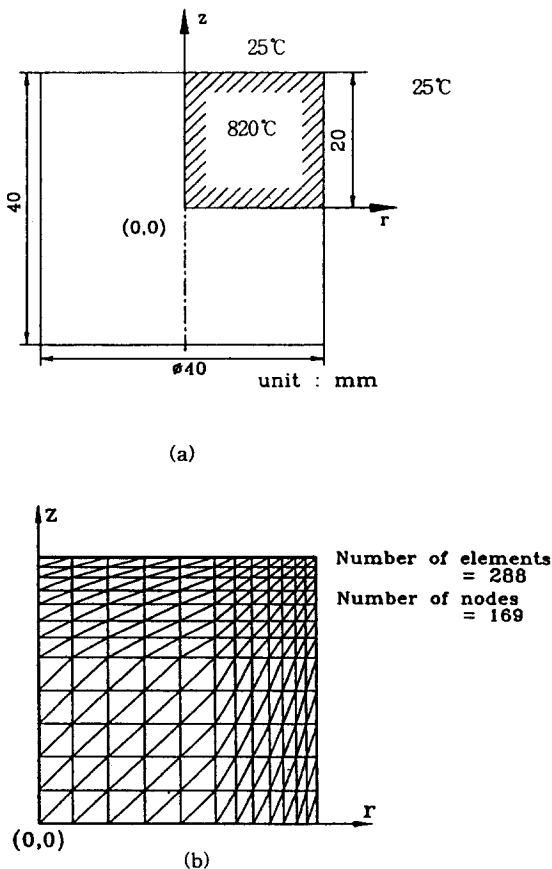 z
25℃
25℃
820℃
20
40
(0,0)
r
ø40
unit : mm
(a)
z
Number of elements
= 288
Number of nodes
= 169
r
(0,0)
(b)